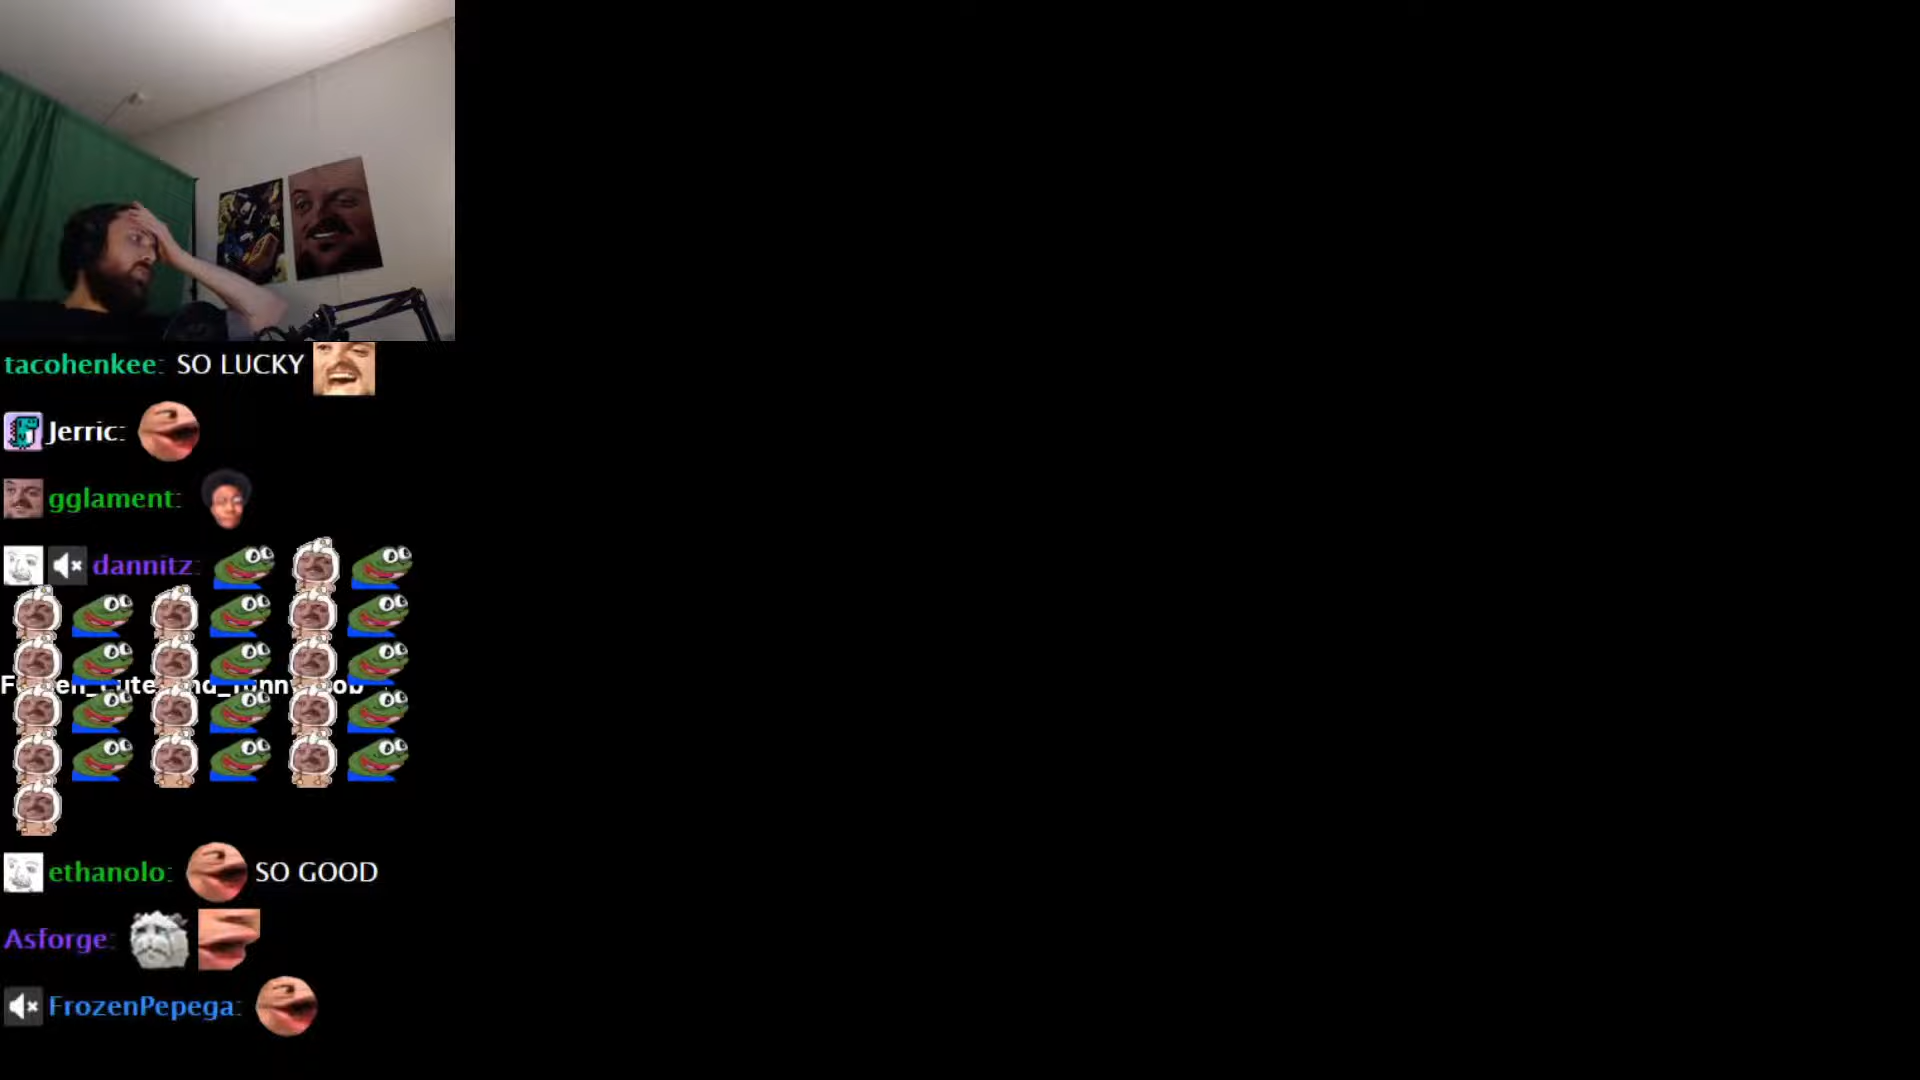 tacohenkee: SO LUCKY
Jerric:
gglament:
dannitz:
ethanolo: SO GOOD
Asforge:
FrozenPepega: